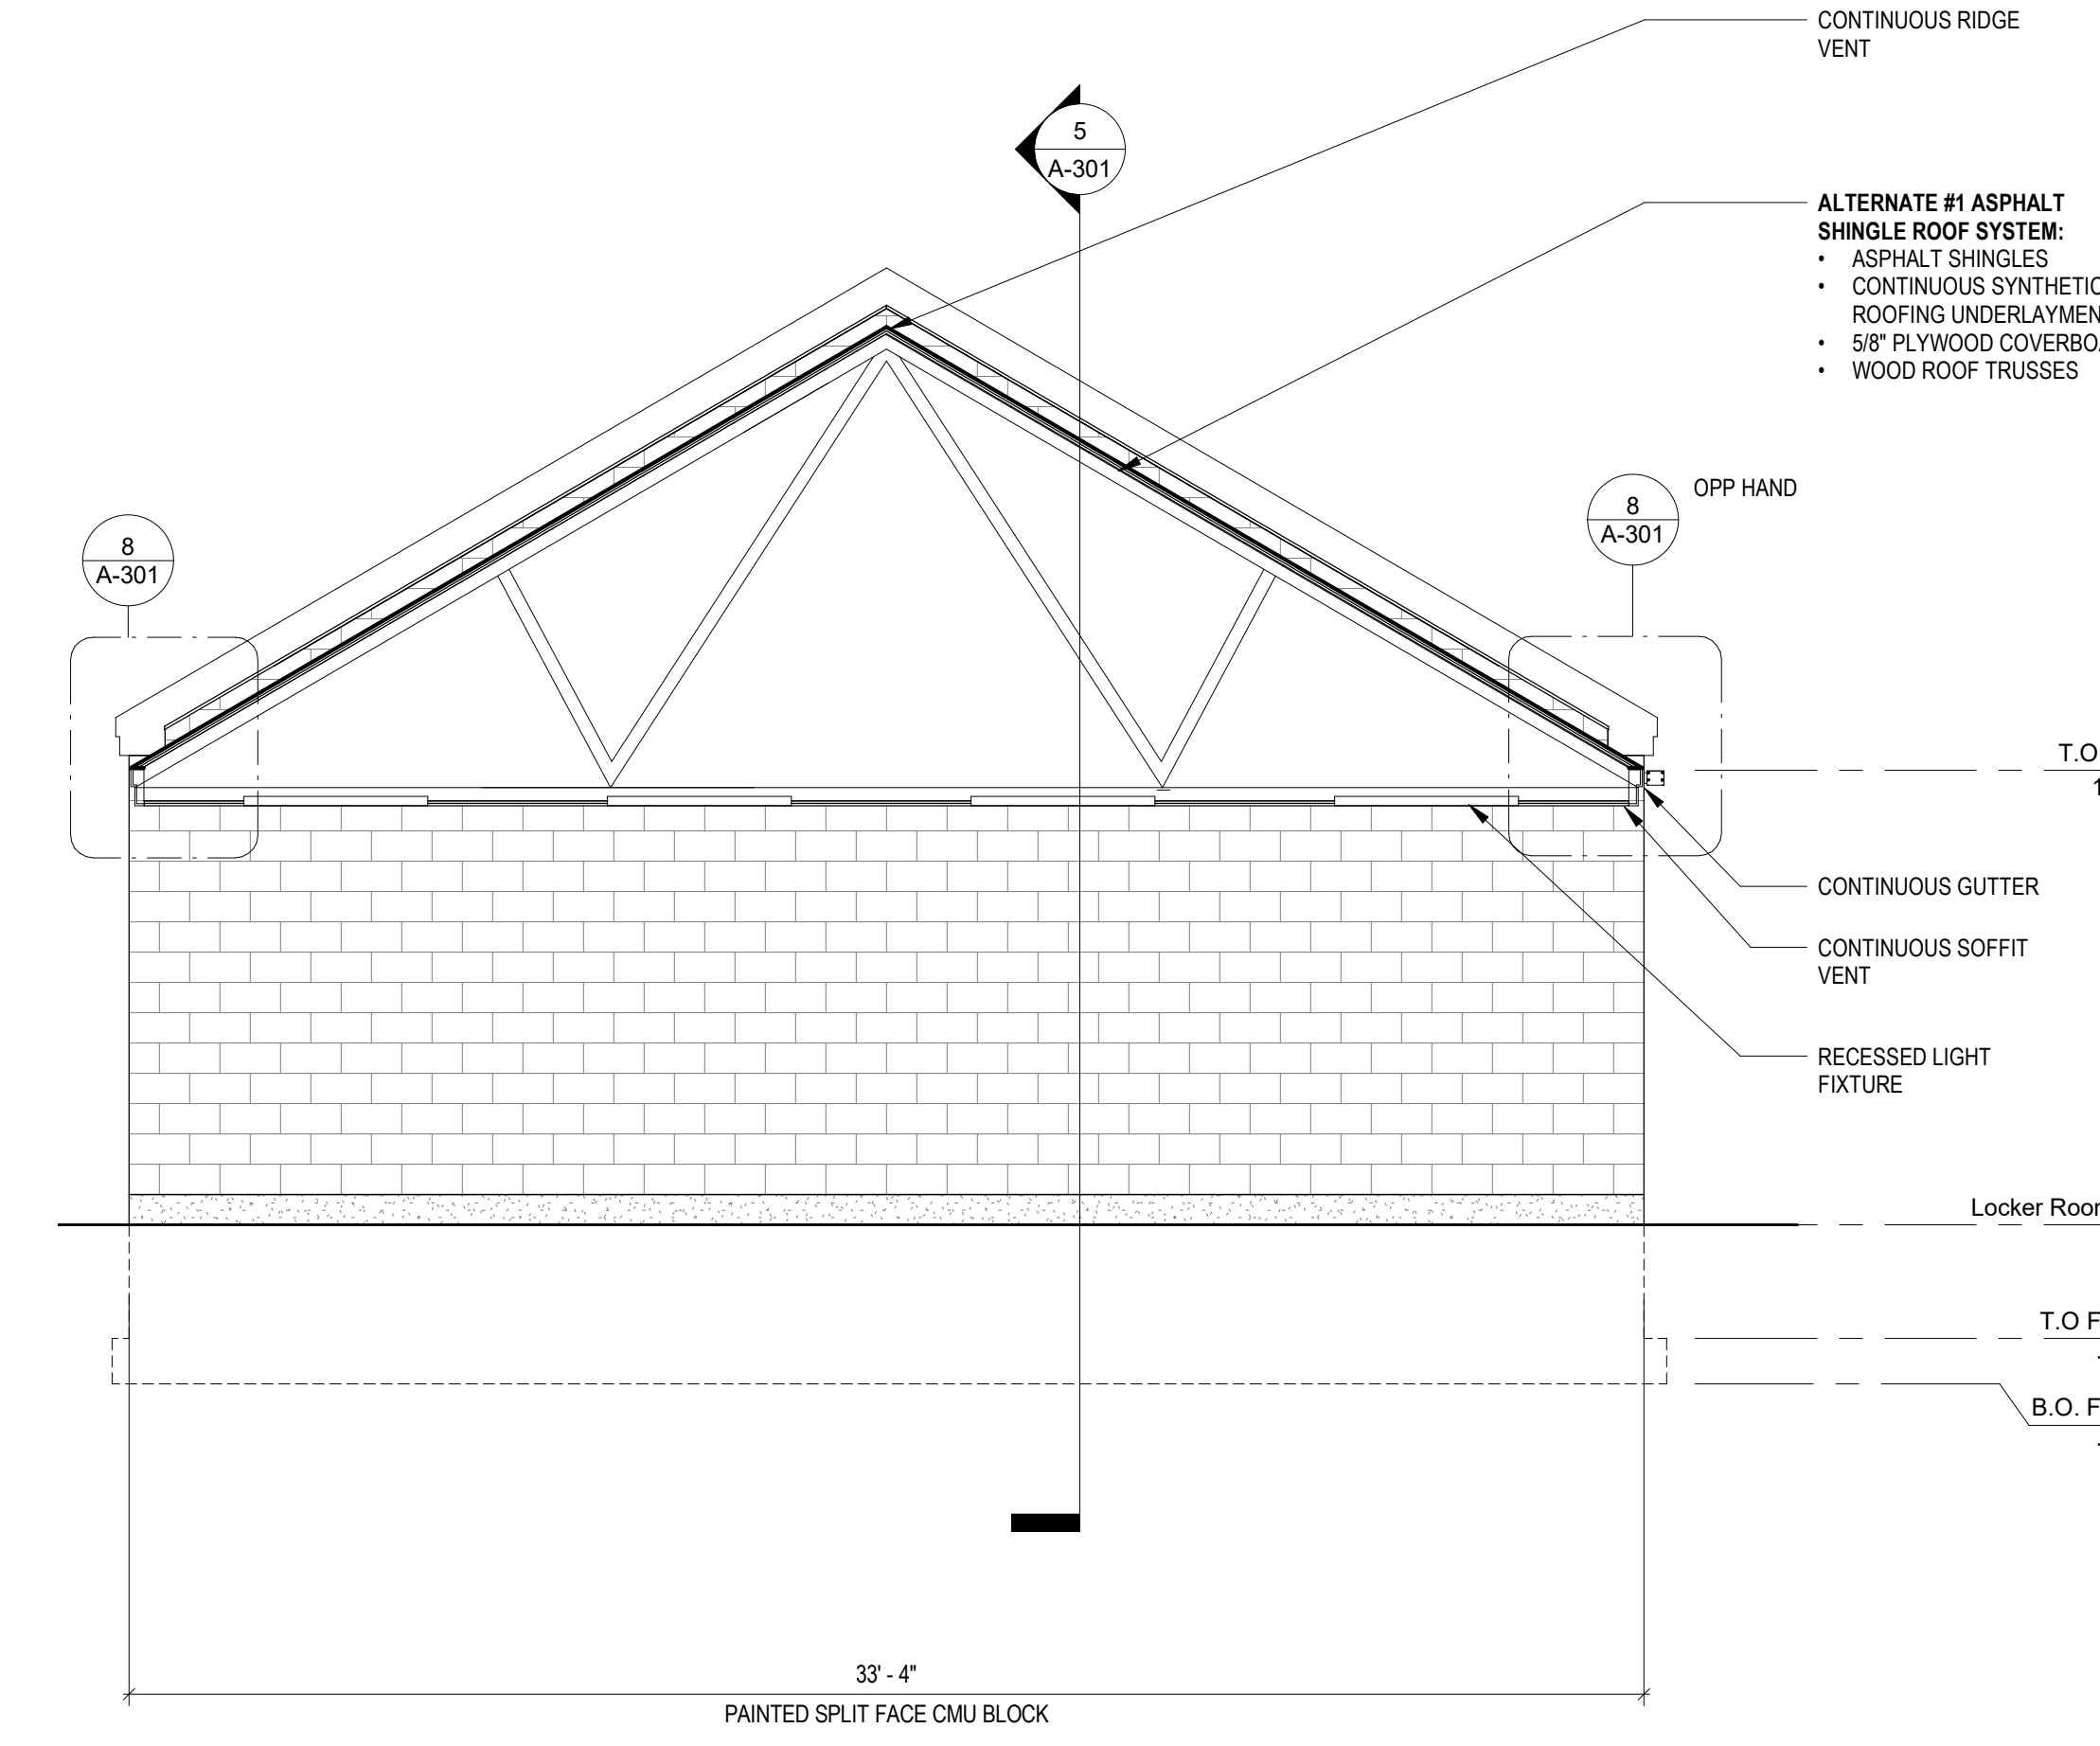 CONTINUOUS RIDGE
VENT
5
A-301
ALTERNATE #1 ASPHALT
SHINGLE ROOF SYSTEM:
• ASPHALT SHINGLES
• CONTINUOUS SYNTHETIC
ROOFING UNDERLAYMEN
• 5/8" PLYWOOD COVERBO
• WOOD ROOF TRUSSES
8
A-301
OPP HAND
8
A-301
T.O
1
CONTINUOUS GUTTER
CONTINUOUS SOFFIT
VENT
RECESSED LIGHT
FIXTURE
Locker Roo
T.O F
-
B.O. F
-
33' - 4"
PAINTED SPLIT FACE CMU BLOCK